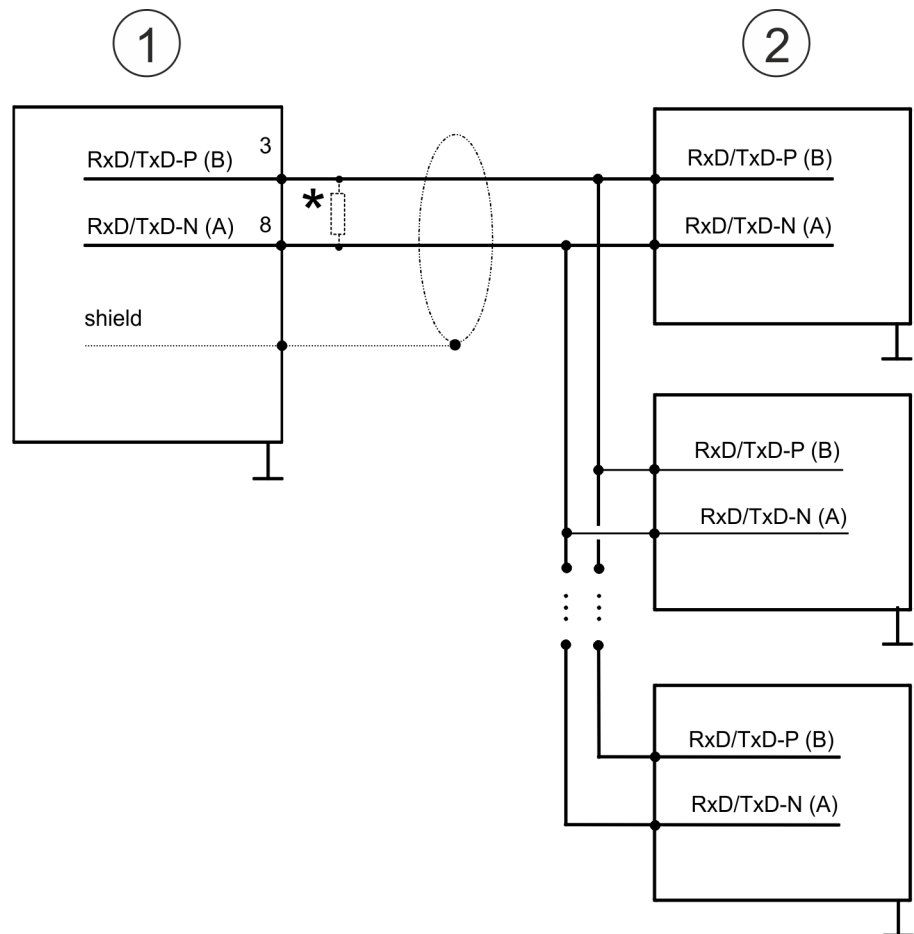 1
2
RxD/TxD-P (B)
3
RxD/TxD-N (A)
8
*
shield
RxD/TxD-P (B)
RxD/TxD-N (A)
RxD/TxD-P (B)
RxD/TxD-N (A)
RxD/TxD-P (B)
RxD/TxD-N (A)